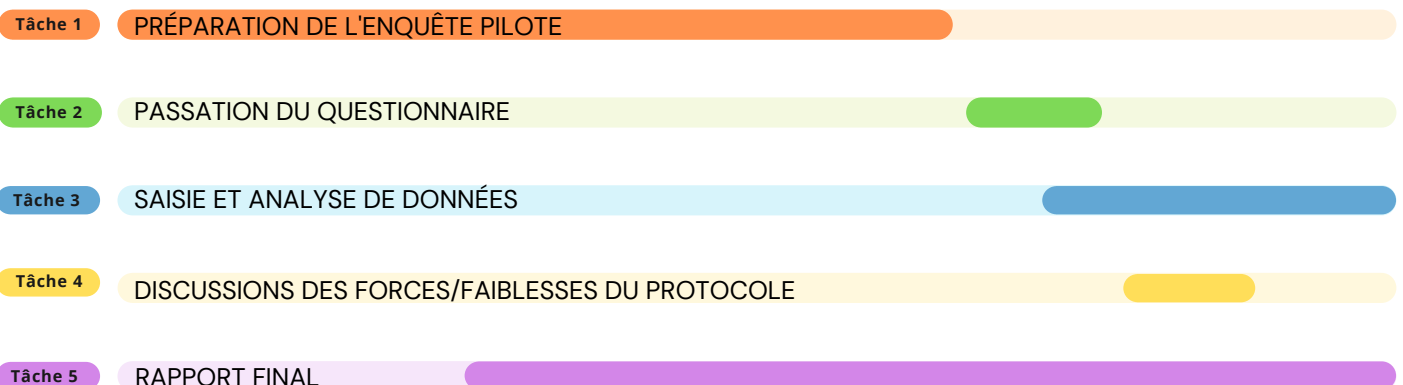 Tâche 1 PRÉPARATION DE L'ENQUÊTE PILOTE
Tâche 2 PASSATION DU QUESTIONNAIRE
Tâche 3 SAISIE ET ANALYSE DE DONNÉES
Tâche 4 DISCUSSIONS DES FORCES/FAIBLESSES DU PROTOCOLE
Tâche 5 RAPPORT FINAL